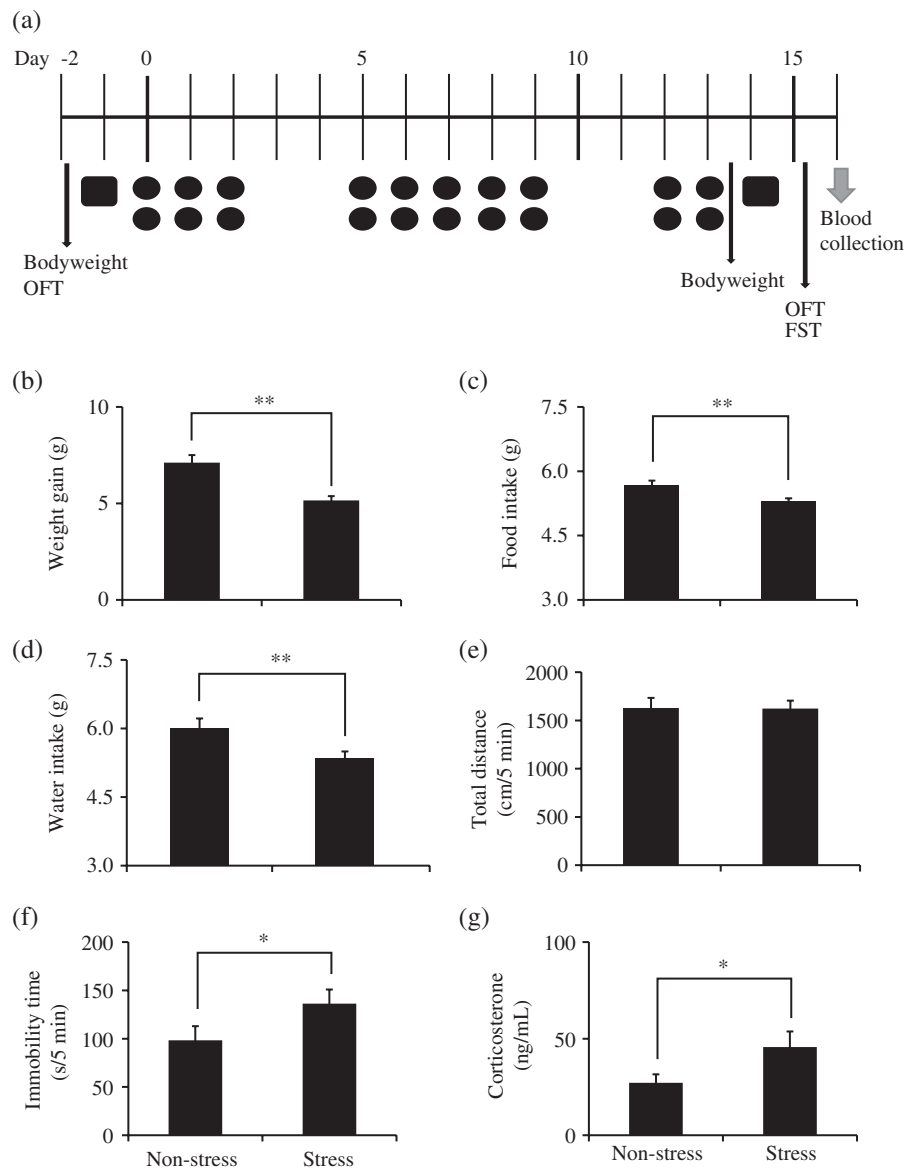 (a)
Day -2 0 5 10 15
Bodyweight
OFT
Bodyweight
OFT
FST
Blood
collection
(b)
Weight gain (g)
10
5
0
**
(c)
Food intake (g)
7.5
6.0
4.5
3.0
**
(d)
Water intake (g)
7.5
6.0
4.5
3.0
**
(e)
Total distance
(cm/5 min)
2000
1500
1000
500
0
(f)
Immobility time
(s/5 min)
200
150
100
50
0
*
Non-stress Stress
(g)
Corticosterone
(ng/mL)
100
50
0
*
Non-stress Stress